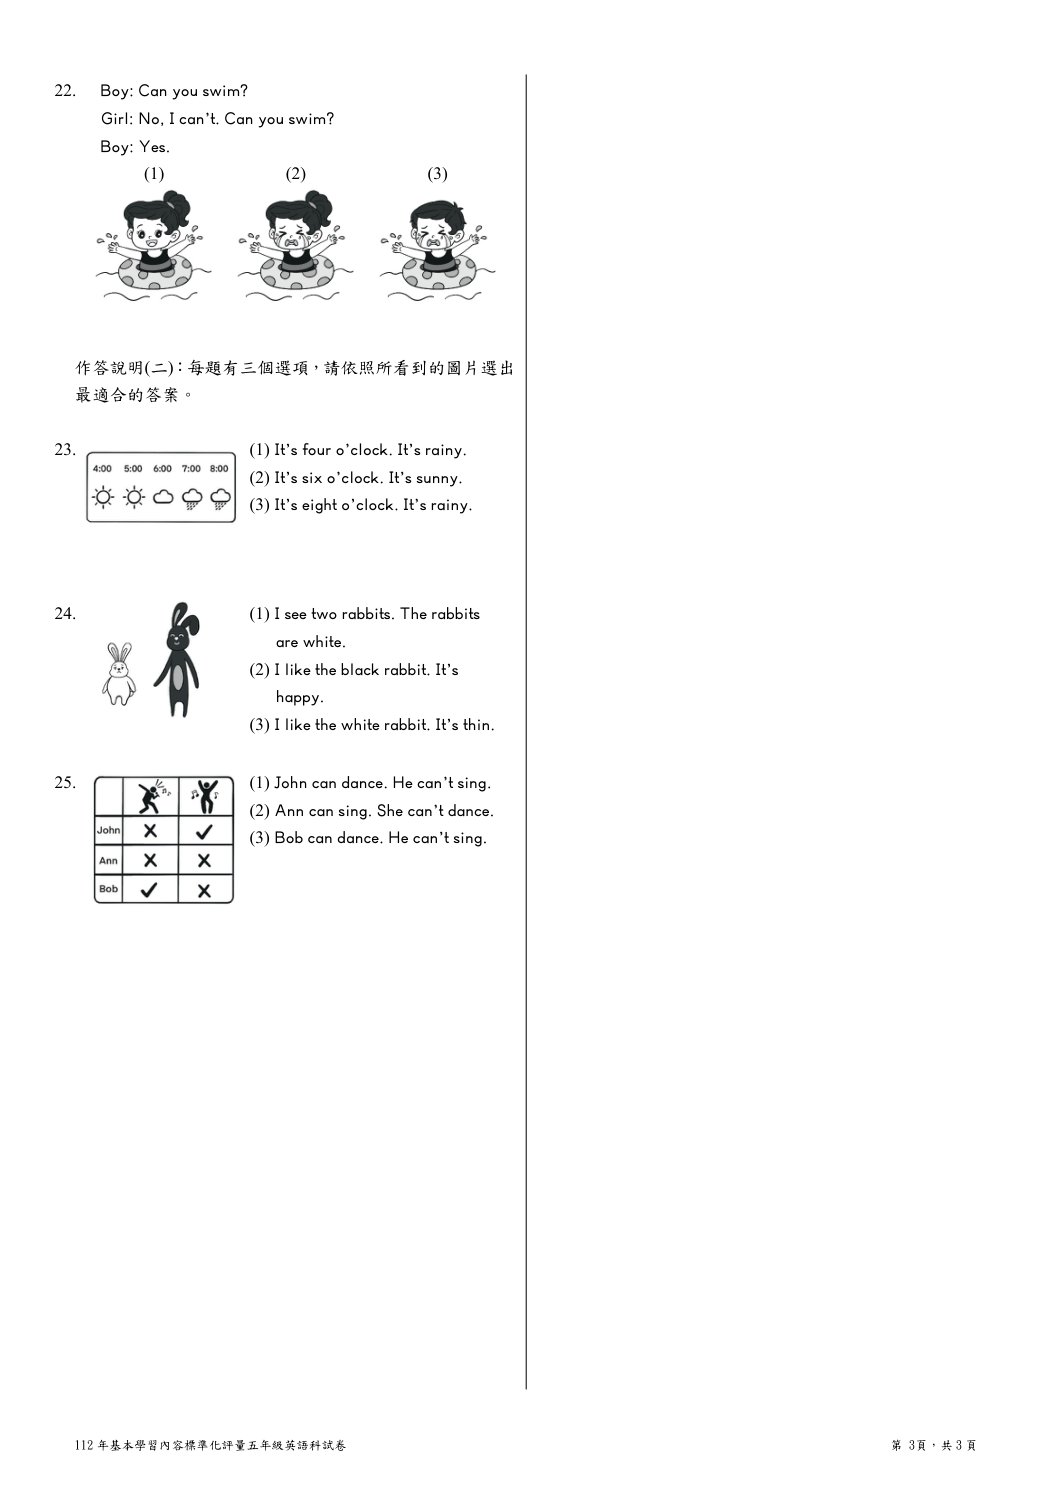 22. Boy: Can you swim?
Girl: No, I can't. Can you swim?
Boy: Yes.
(1) (2) (3)
作答說明(二)：每題有三個選項，請依照所看到的圖片選出
最適合的答案。
23.
4:00 5:00 6:00 7:00 8:00
(1) It's four o'clock. It's rainy.
(2) It's six o'clock. It's sunny.
(3) It's eight o'clock. It's rainy.
24.
(1) I see two rabbits. The rabbits
are white.
(2) I like the black rabbit. It's
happy.
(3) I like the white rabbit. It's thin.
25.
John
Ann
Bob
(1) John can dance. He can't sing.
(2) Ann can sing. She can't dance.
(3) Bob can dance. He can't sing.
112 年基本學習內容標準化評量五年級英語科試卷
第 3頁，共 3 頁